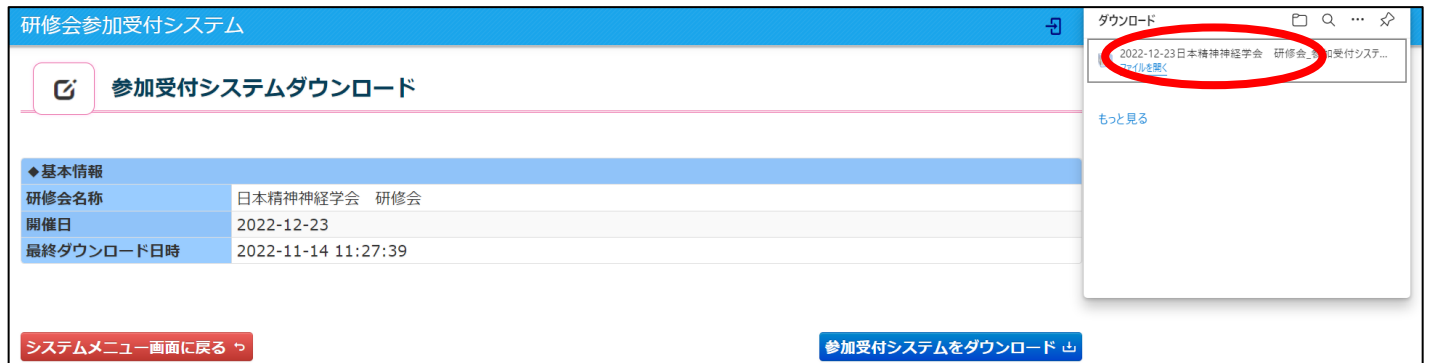 研修会参加受付システム
参加受付システムダウンロード
◆基本情報
研修会名称 日本精神神経学会 研修会
開催日 2022-12-23
最終ダウンロード日時 2022-11-14 11:27:39
システムメニュー画面に戻る
参加受付システムをダウンロード
ダウンロード
2022-12-23日本精神神経学会 研修会_参加受付システ...
ファイルを開く
もっと見る